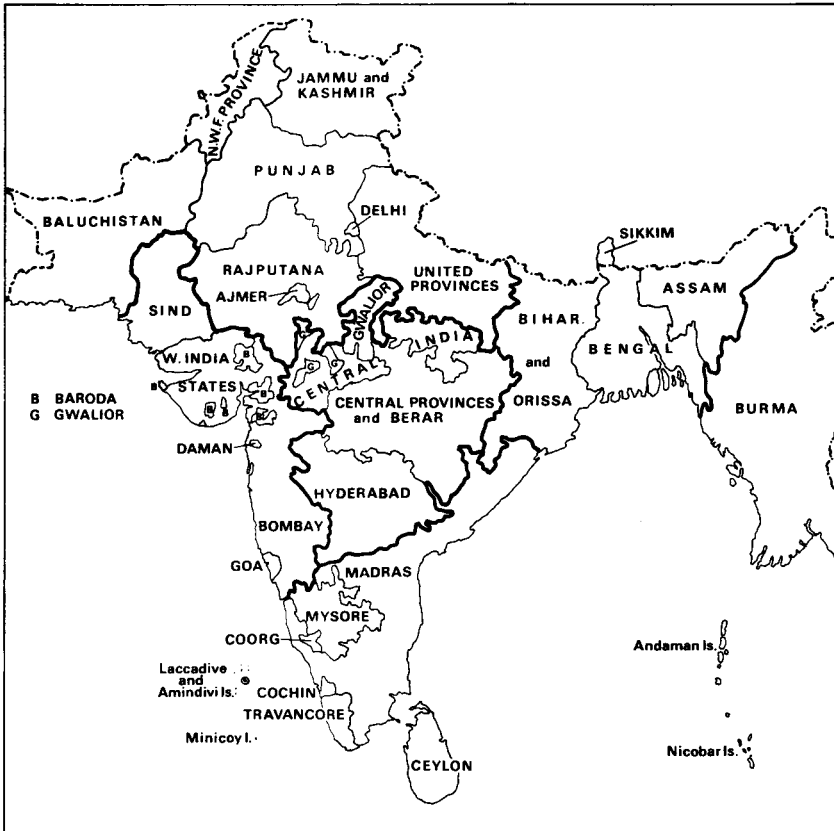 JAMMU and
KASHMIR
N.W.F. PROVINCE
PUNJAB
BALUCHISTAN
DELHI
SIKKIM
RAJPUTANA
UNITED
PROVINCES
AJMER
ASSAM
SIND
GWALIOR
BIHAR
and
ORISSA
BENGAL
W. INDIA
STATES
B
B
B
B
B
B
G
G
G
CENTRAL
INDIA
CENTRAL PROVINCES
and BERAR
BURMA
B BARODA
G GWALIOR
DAMAN
HYDERABAD
BOMBAY
GOA
MADRAS
MYSORE
COORG
Laccadive
and
Amindivi Is.
COCHIN
TRAVANCORE
Minicoy I.
CEYLON
Andaman Is.
Nicobar Is.